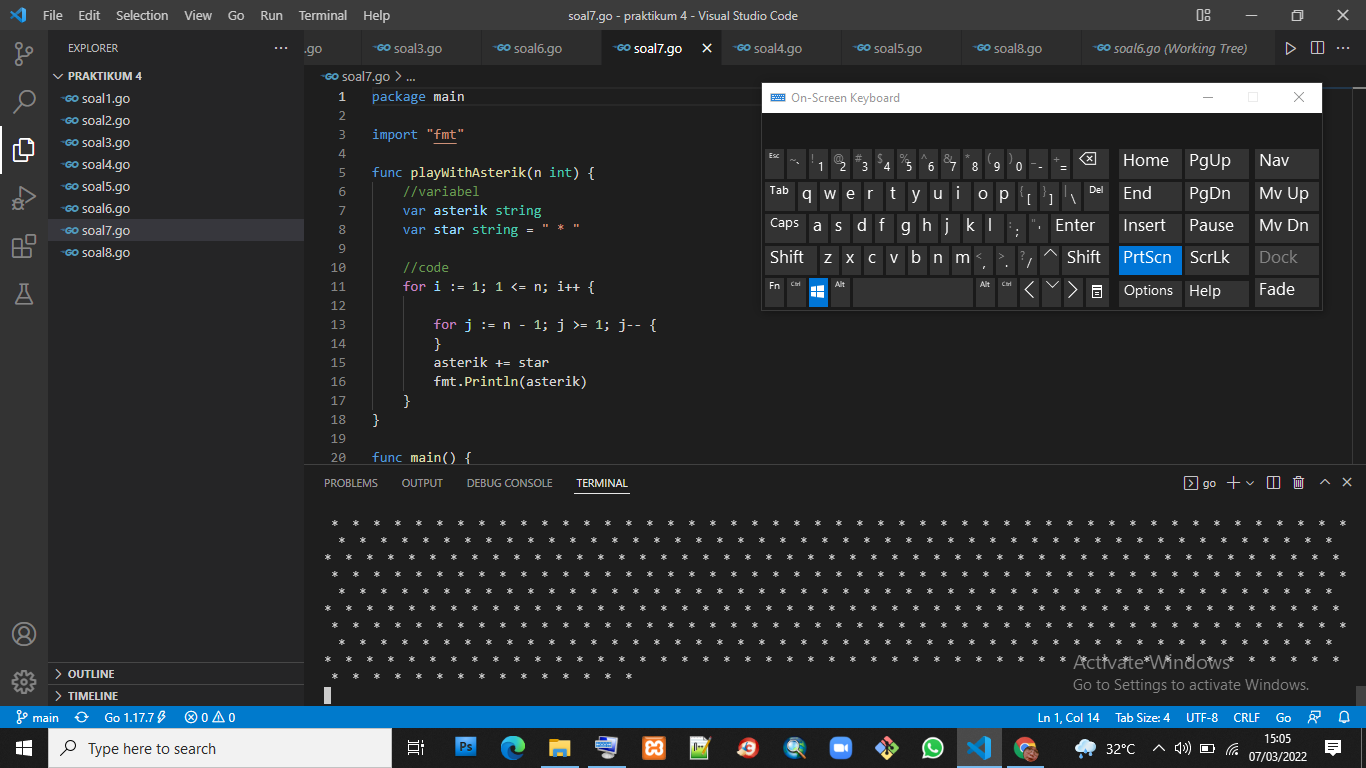 File Edit Selection View Go Run Terminal Help soal7.go - praktikum 4 - Visual Studio Code
EXPLORER ...
PRAKTIKUM 4
soal1.go
soal2.go
soal3.go
soal4.go
soal5.go
soal6.go
soal7.go
soal8.go
OUTLINE
TIMELINE
.go soal3.go soal6.go soal7.go soal4.go soal5.go soal8.go soal6.go (Working Tree) ...
soal7.go > ...
1 package main
2
3 import "fmt"
4
5 func playWithAsterik(n int) {
6 //variabel
7 var asterik string
8 var star string = " * "
9
10 //code
11 for i := 1; 1 <= n; i++ {
12
13 for j := n - 1; j >= 1; j-- {
14 }
15 asterik += star
16 fmt.Println(asterik)
17 }
18 }
19
20 func main() {
On-Screen Keyboard
Esc ~ ` ! 1 @ 2 # 3 $ 4 % 5 ^ 6 & 7 * 8 ( 9 ) 0 _ - + = Home PgUp Nav
Tab q w e r t y u i o p { [ } ] | \ Del End PgDn Mv Up
Caps a s d f g h j k l : ; " ' Enter Insert Pause Mv Dn
Shift z x c v b n m < , > . ? / ^ Shift PrtScn ScrLk Dock
Fn Ctrl Alt Alt Ctrl < > Options Help Fade
PROBLEMS OUTPUT DEBUG CONSOLE TERMINAL go
* * * * * * * * * * * * * * * * * * * * * * * * * * * * * * * * * * * * * * * * * * * * * * * * *
* * * * * * * * * * * * * * * * * * * * * * * * * * * * * * * * * * * * * * * * * * * * * * * *
* * * * * * * * * * * * * * * * * * * * * * * * * * * * * * * * * * * * * * * * * * * * * * * * *
* * * * * * * * * * * * * * * * * * * * * * * * * * * * * * * * * * * * * * * * * * * * * * * * *
* * * * * * * * * * * * * * * * * * * * * * * * * * * * * * * * * * * * * * * * * * * * * * * *
* * * * * * * * * * * * * * * * * * * * * * * * * * * * * * * * * * * * * * * * * * * * * * * * *
* * * * * * * * * * * * * * * * * * * * * * * * * * * * * * * * * * * * * * * * * * * * * * * * *
* * * * * * * * * * * * * * * * * * * * * * * * * * * * * * * * * * * * * * * * * * * * * * * *
* * * * * * * * * * * * * * * * * * * * * * * * * * * * * * * * * * * * * * * * * * * * * * * * *
* * * * * * * * * * * * * * *
Activate Windows
Go to Settings to activate Windows.
main Go 1.17.7 0 0 Ln 1, Col 14 Tab Size: 4 UTF-8 CRLF Go
Type here to search Ps 32°C 15:05
07/03/2022